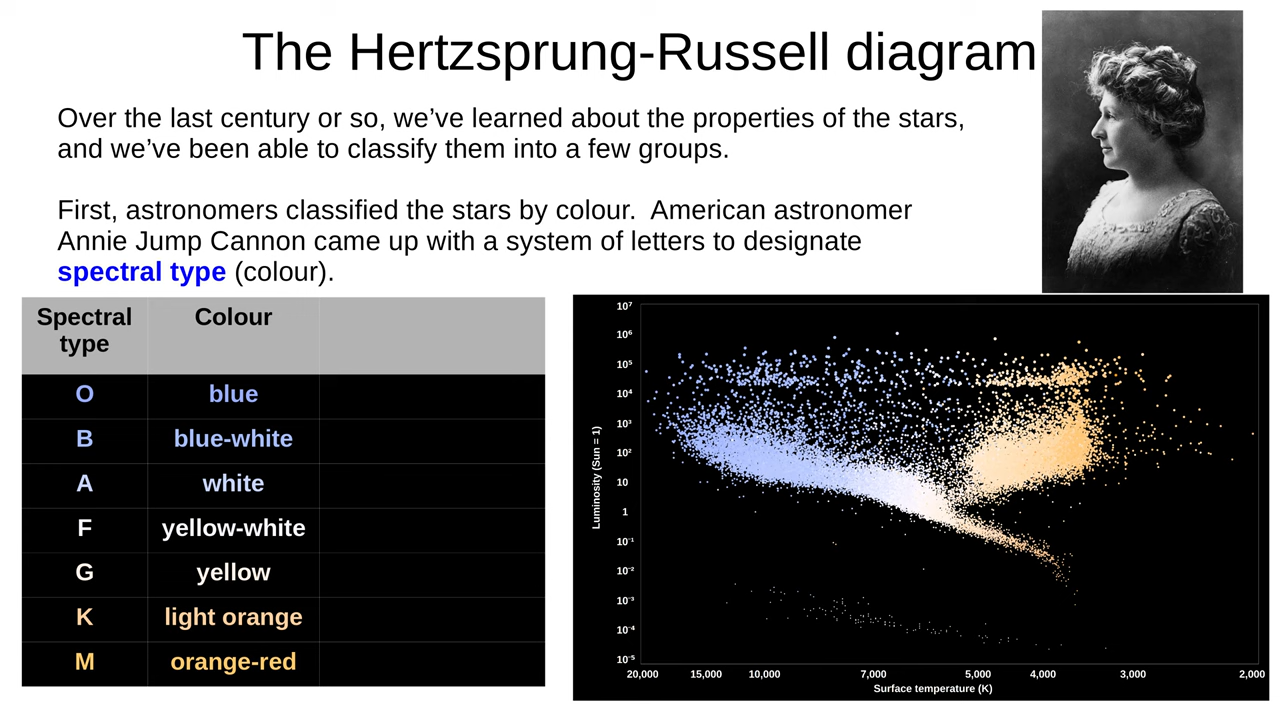 The Hertzsprung-Russell diagram
Over the last century or so, we’ve learned about the properties of the stars,
and we’ve been able to classify them into a few groups.
First, astronomers classified the stars by colour.  American astronomer
Annie Jump Cannon came up with a system of letters to designate
spectral type (colour).
Spectral type Colour
O blue
B blue-white
A white
F yellow-white
G yellow
K light orange
M orange-red
Luminosity (Sun = 1)
10⁷
10⁶
10⁵
10⁴
10³
10²
10
1
10⁻¹
10⁻²
10⁻³
10⁻⁴
10⁻⁵
20,000 15,000 10,000 7,000 5,000 4,000 3,000 2,000
Surface temperature (K)